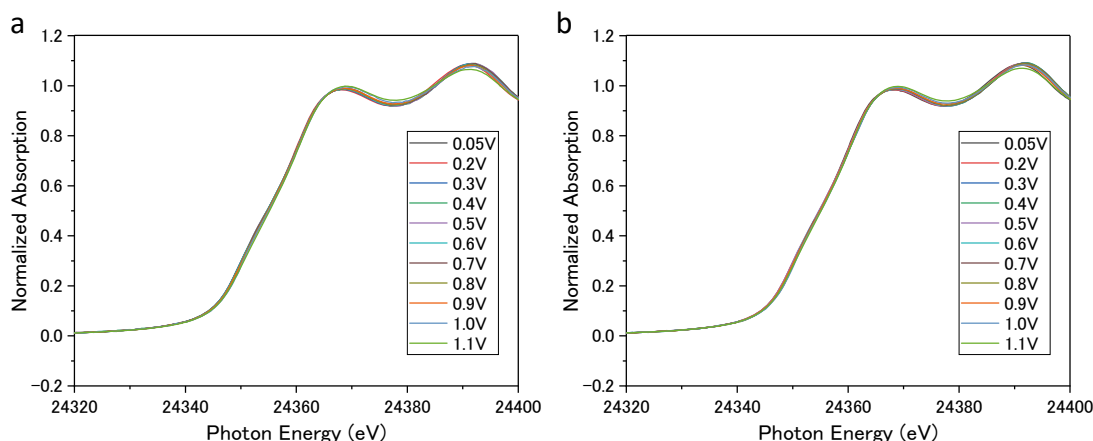 a
1.2
1.0
0.8
0.6
0.4
0.2
0.0
−0.2
Normalized Absorption
24320 24340 24360 24380 24400
Photon Energy (eV)
0.05V
0.2V
0.3V
0.4V
0.5V
0.6V
0.7V
0.8V
0.9V
1.0V
1.1V
b
1.2
1.0
0.8
0.6
0.4
0.2
0.0
−0.2
Normalized Absorption
24320 24340 24360 24380 24400
Photon Energy (eV)
0.05V
0.2V
0.3V
0.4V
0.5V
0.6V
0.7V
0.8V
0.9V
1.0V
1.1V